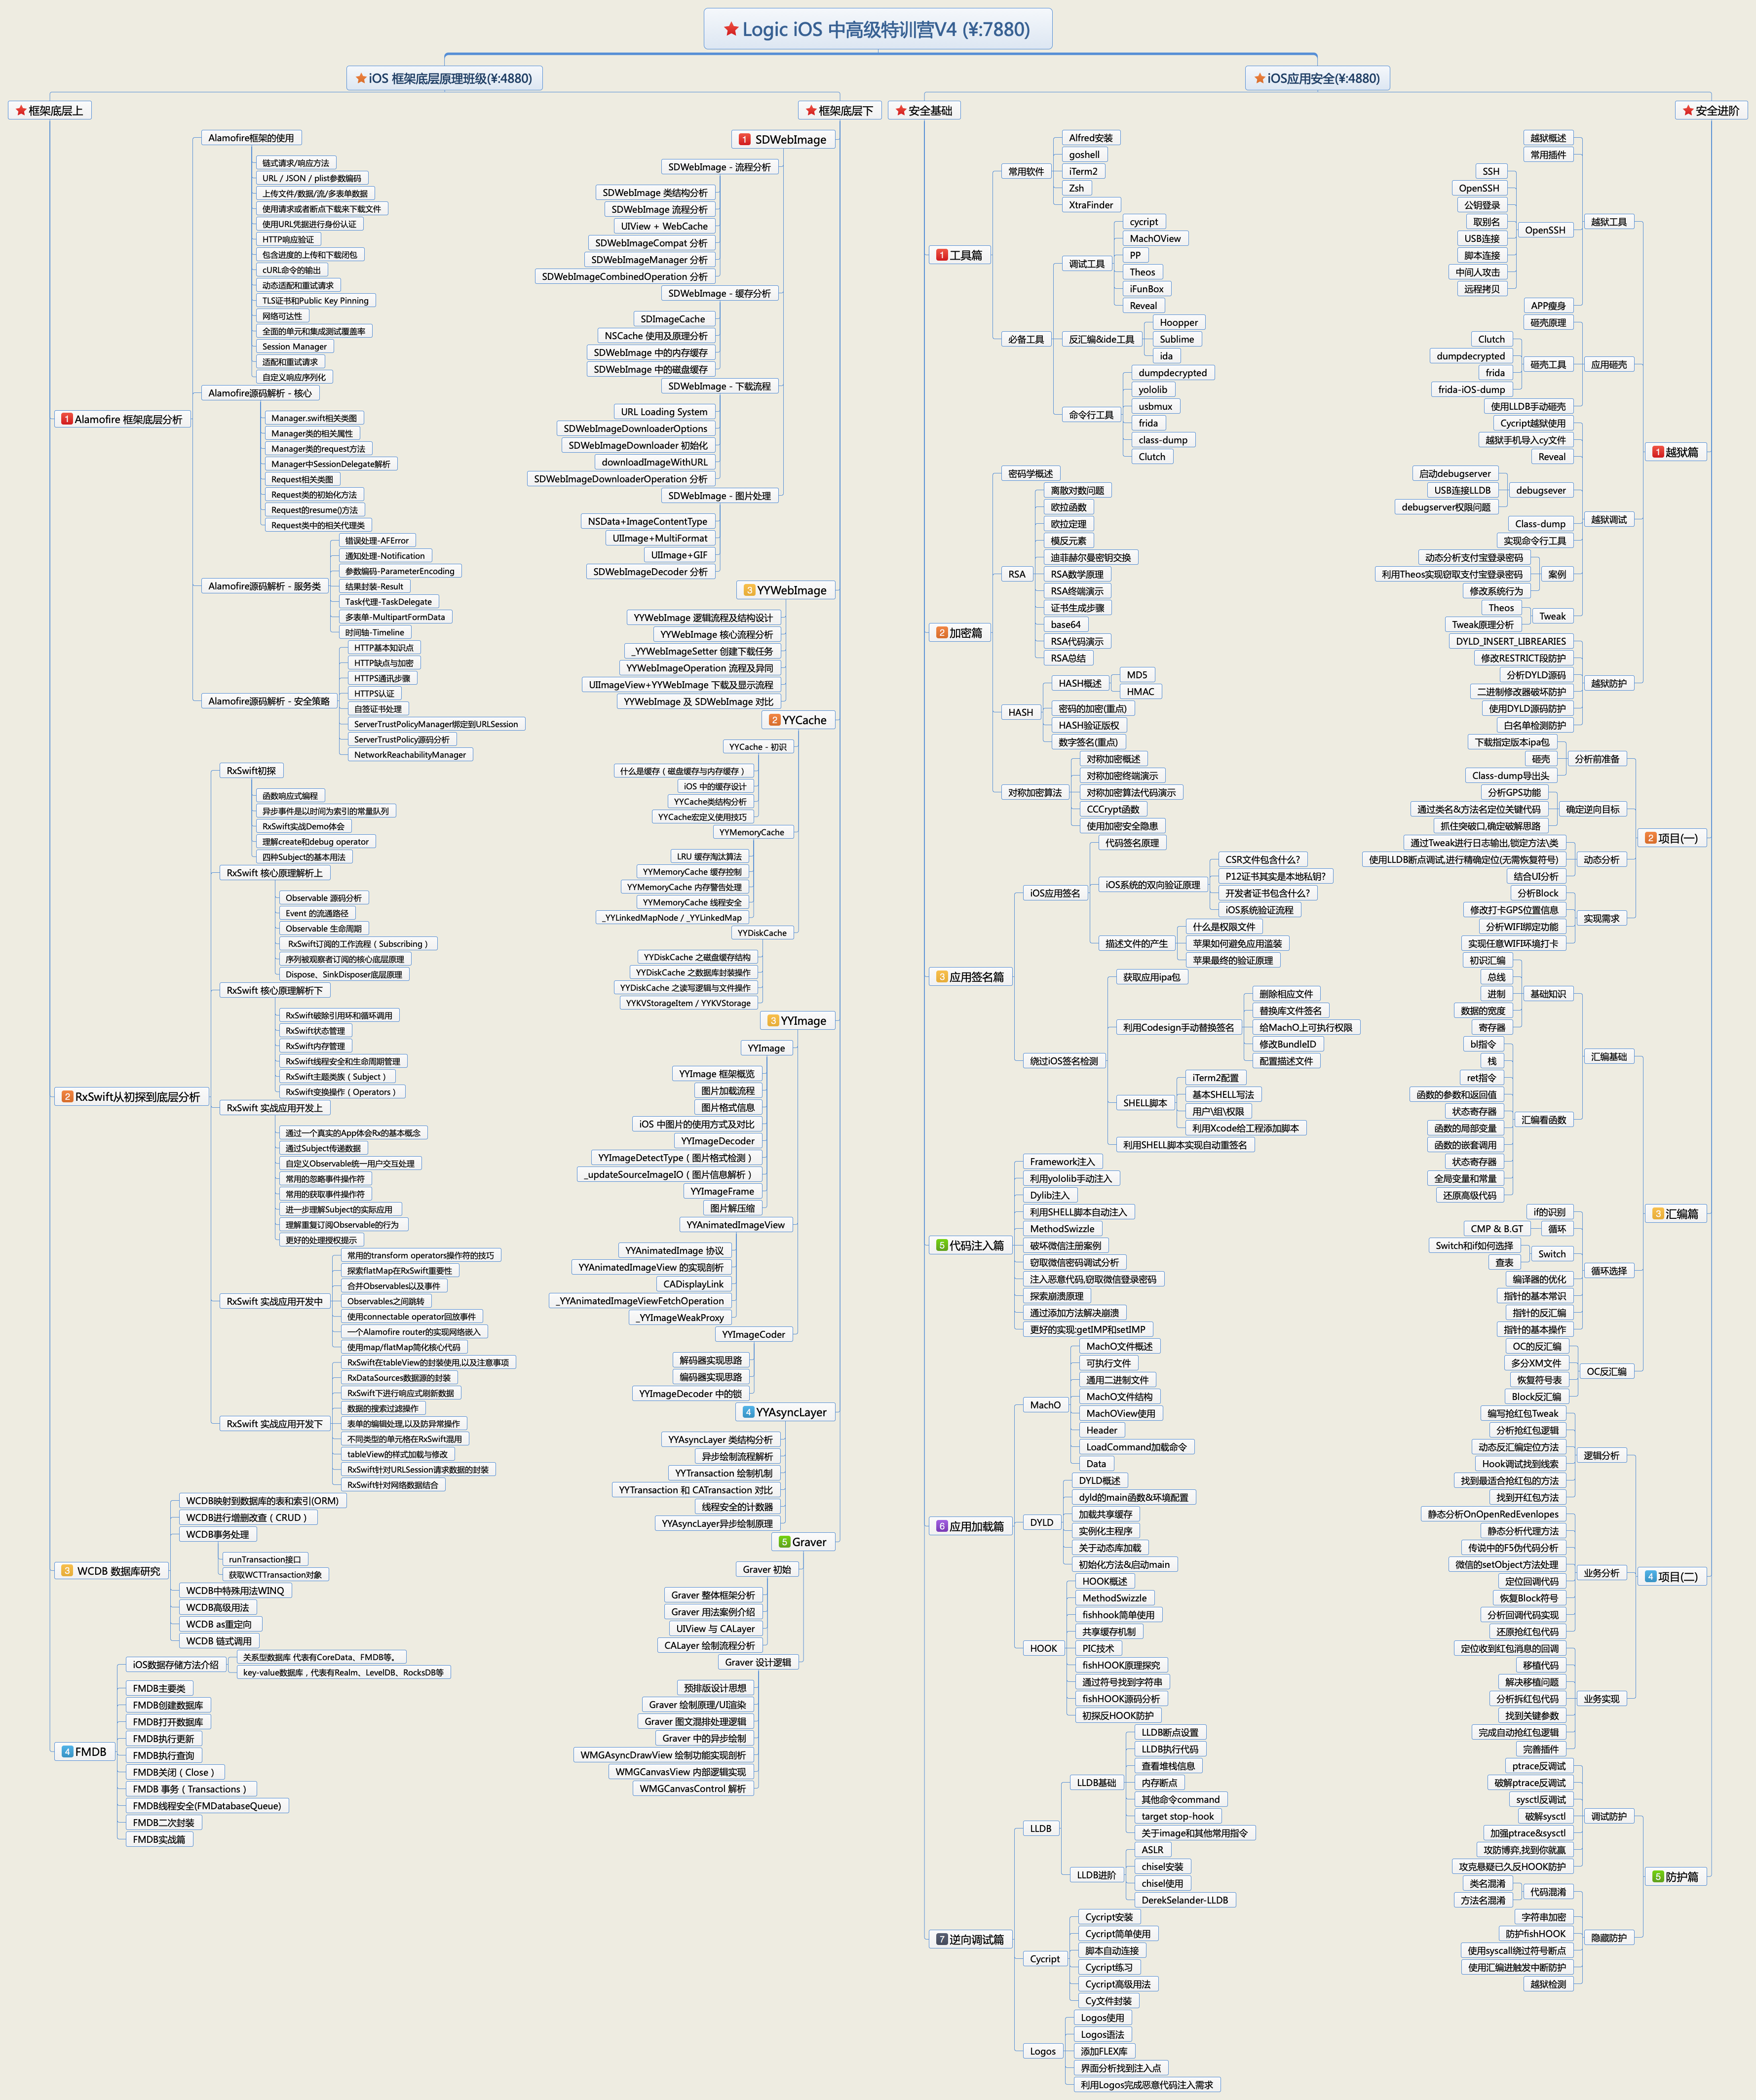 Logic iOS 中高级特训营V4 (¥:7880)
iOS 框架底层原理班级(¥:4880)
框架底层上
1 Alamofire 框架底层分析
Alamofire框架的使用
链式请求/响应方法
URL / JSON / plist参数编码
上传文件/数据/流/多表单数据
使用请求或者断点下载来下载文件
使用URL凭据进行身份认证
HTTP响应验证
包含进度的上传和下载闭包
cURL命令的输出
动态适配和重试请求
TLS证书和Public Key Pinning
网络可达性
全面的单元和集成测试覆盖率
Session Manager
适配和重试请求
自定义响应序列化
Alamofire源码解析 - 核心
Manager.swift相关类图
Manager类的相关属性
Manager类的request方法
Manager中SessionDelegate解析
Request相关类图
Request类的初始化方法
Request的resume()方法
Request类中的相关代理类
Alamofire源码解析 - 服务类
错误处理-AFError
通知处理-Notification
参数编码-ParameterEncoding
结果封装-Result
Task代理-TaskDelegate
多表单-MultipartFormData
时间轴-Timeline
Alamofire源码解析 - 安全策略
HTTP基本知识点
HTTP缺点与加密
HTTPS通讯步骤
HTTPS认证
自签证书处理
ServerTrustPolicyManager绑定到URLSession
ServerTrustPolicy源码分析
NetworkReachabilityManager
2 RxSwift从初探到底层分析
RxSwift初探
函数响应式编程
异步事件是以时间为索引的常量队列
RxSwift实战Demo体会
理解create和debug operator
四种Subject的基本用法
RxSwift 核心原理解析上
Observable 源码分析
Event 的流通路径
Observable 生命周期
RxSwift订阅的工作流程（Subscribing）
序列被观察者订阅的核心底层原理
Dispose、SinkDisposer底层原理
RxSwift 核心原理解析下
RxSwift破除引用环和循环调用
RxSwift状态管理
RxSwift内存管理
RxSwift线程安全和生命周期管理
RxSwift主题类族（Subject）
RxSwift变换操作（Operators）
RxSwift 实战应用开发上
通过一个真实的App体会Rx的基本概念
通过Subject传递数据
自定义Observable统一用户交互处理
常用的忽略事件操作符
常用的获取事件操作符
进一步理解Subject的实际应用
理解重复订阅Observable的行为
更好的处理授权提示
RxSwift 实战应用开发中
常用的transform operators操作符的技巧
探索flatMap在RxSwift重要性
合并Observables以及事件
Observables之间跳转
使用connectable operator回放事件
一个Alamofire router的实现网络嵌入
使用map/flatMap简化核心代码
RxSwift 实战应用开发下
RxSwift在tableView的封装使用,以及注意事项
RxDataSources数据源的封装
RxSwift下进行响应式刷新数据
数据的搜索过滤操作
表单的编辑处理,以及防异常操作
不同类型的单元格在RxSwift混用
tableView的样式加载与修改
RxSwift针对URLSession请求数据的封装
RxSwift针对网络数据结合
3 WCDB 数据库研究
WCDB映射到数据库的表和索引(ORM)
WCDB进行增删改查（CRUD）
WCDB事务处理
runTransaction接口
获取WCTTransaction对象
WCDB中特殊用法WINQ
WCDB高级用法
WCDB as重定向
WCDB 链式调用
4 FMDB
iOS数据存储方法介绍
关系型数据库 代表有CoreData、FMDB等。
key-value数据库，代表有Realm、LevelDB、RocksDB等
FMDB主要类
FMDB创建数据库
FMDB打开数据库
FMDB执行更新
FMDB执行查询
FMDB关闭（Close）
FMDB 事务（Transactions）
FMDB线程安全(FMDatabaseQueue)
FMDB二次封装
FMDB实战篇
框架底层下
1 SDWebImage
SDWebImage - 流程分析
SDWebImage 类结构分析
SDWebImage 流程分析
UIView + WebCache
SDWebImageCompat 分析
SDWebImageManager 分析
SDWebImageCombinedOperation 分析
SDWebImage - 缓存分析
SDImageCache
NSCache 使用及原理分析
SDWebImage 中的内存缓存
SDWebImage 中的磁盘缓存
SDWebImage - 下载流程
URL Loading System
SDWebImageDownloaderOptions
SDWebImageDownloader 初始化
downloadImageWithURL
SDWebImageDownloaderOperation 分析
SDWebImage - 图片处理
NSData+ImageContentType
UIImage+MultiFormat
UIImage+GIF
SDWebImageDecoder 分析
3 YYWebImage
YYWebImage 逻辑流程及结构设计
YYWebImage 核心流程分析
_YYWebImageSetter 创建下载任务
YYWebImageOperation 流程及异同
UIImageView+YYWebImage 下载及显示流程
YYWebImage 及 SDWebImage 对比
2 YYCache
YYCache - 初识
什么是缓存（磁盘缓存与内存缓存）
iOS 中的缓存设计
YYCache类结构分析
YYCache宏定义使用技巧
YYMemoryCache
LRU 缓存淘汰算法
YYMemoryCache 缓存控制
YYMemoryCache 内存警告处理
YYMemoryCache 线程安全
_YYLinkedMapNode / _YYLinkedMap
YYDiskCache
YYDiskCache 之磁盘缓存结构
YYDiskCache 之数据库封装操作
YYDiskCache 之读写逻辑与文件操作
YYKVStorageItem / YYKVStorage
3 YYImage
YYImage
YYImage 框架概览
图片加载流程
图片格式信息
iOS 中图片的使用方式及对比
YYImageDecoder
YYImageDetectType（图片格式检测）
_updateSourceImageIO（图片信息解析）
YYImageFrame
图片解压缩
YYAnimatedImageView
YYAnimatedImage 协议
YYAnimatedImageView 的实现剖析
CADisplayLink
_YYAnimatedImageViewFetchOperation
_YYImageWeakProxy
YYImageCoder
解码器实现思路
编码器实现思路
YYImageDecoder 中的锁
4 YYAsyncLayer
YYAsyncLayer 类结构分析
异步绘制流程解析
YYTransaction 绘制机制
YYTransaction 和 CATransaction 对比
线程安全的计数器
YYAsyncLayer异步绘制原理
5 Graver
Graver 初始
Graver 整体框架分析
Graver 用法案例介绍
UIView 与 CALayer
CALayer 绘制流程分析
Graver 设计逻辑
预排版设计思想
Graver 绘制原理/UI渲染
Graver 图文混排处理逻辑
Graver 中的异步绘制
WMGAsyncDrawView 绘制功能实现剖析
WMGCanvasView 内部逻辑实现
WMGCanvasControl 解析
iOS应用安全(¥:4880)
安全基础
1 工具篇
常用软件
Alfred安装
goshell
iTerm2
Zsh
XtraFinder
必备工具
调试工具
cycript
MachOView
PP
Theos
iFunBox
Reveal
反汇编&ide工具
Hoopper
Sublime
ida
命令行工具
dumpdecrypted
yololib
usbmux
frida
class-dump
Clutch
2 加密篇
密码学概述
RSA
离散对数问题
欧拉函数
欧拉定理
模反元素
迪菲赫尔曼密钥交换
RSA数学原理
RSA终端演示
证书生成步骤
base64
RSA代码演示
RSA总结
HASH
HASH概述
MD5
HMAC
密码的加密(重点)
HASH验证版权
数字签名(重点)
对称加密算法
对称加密概述
对称加密终端演示
对称加密算法代码演示
CCCrypt函数
使用加密安全隐患
3 应用签名篇
iOS应用签名
代码签名原理
iOS系统的双向验证原理
CSR文件包含什么?
P12证书其实是本地私钥?
开发者证书包含什么?
iOS系统验证流程
描述文件的产生
什么是权限文件
苹果如何避免应用滥装
苹果最终的验证原理
绕过iOS签名检测
获取应用ipa包
利用Codesign手动替换签名
删除相应文件
替换库文件签名
给MachO上可执行权限
修改BundleID
配置描述文件
SHELL脚本
iTerm2配置
基本SHELL写法
用户\组\权限
利用Xcode给工程添加脚本
利用SHELL脚本实现自动重签名
5 代码注入篇
Framework注入
利用yololib手动注入
Dylib注入
利用SHELL脚本自动注入
MethodSwizzle
破坏微信注册案例
窃取微信密码调试分析
注入恶意代码,窃取微信登录密码
探索崩溃原理
通过添加方法解决崩溃
更好的实现:getIMP和setIMP
6 应用加载篇
MachO
MachO文件概述
可执行文件
通用二进制文件
MachO文件结构
MachOView使用
Header
LoadCommand加载命令
Data
DYLD
DYLD概述
dyld的main函数&环境配置
加载共享缓存
实例化主程序
关于动态库加载
初始化方法&启动main
HOOK
HOOK概述
MethodSwizzle
fishhook简单使用
共享缓存机制
PIC技术
fishHOOK原理探究
通过符号找到字符串
fishHOOK源码分析
初探反HOOK防护
7 逆向调试篇
LLDB
LLDB基础
LLDB断点设置
LLDB执行代码
查看堆栈信息
内存断点
其他命令command
target stop-hook
关于image和其他常用指令
LLDB进阶
ASLR
chisel安装
chisel使用
DerekSelander-LLDB
Cycript
Cycript安装
Cycript简单使用
脚本自动连接
Cycript练习
Cycript高级用法
Cy文件封装
Logos
Logos使用
Logos语法
添加FLEX库
界面分析找到注入点
利用Logos完成恶意代码注入需求
安全进阶
1 越狱篇
越狱工具
越狱概述
常用插件
OpenSSH
SSH
OpenSSH
公钥登录
取别名
USB连接
脚本连接
中间人攻击
远程拷贝
APP瘦身
应用砸壳
砸壳原理
砸壳工具
Clutch
dumpdecrypted
frida
frida-iOS-dump
使用LLDB手动砸壳
越狱调试
Cycript越狱使用
越狱手机导入cy文件
Reveal
debugsever
启动debugserver
USB连接LLDB
debugserver权限问题
Class-dump
实现命令行工具
案例
动态分析支付宝登录密码
利用Theos实现窃取支付宝登录密码
修改系统行为
Tweak
Theos
Tweak原理分析
越狱防护
DYLD_INSERT_LIBREARIES
修改RESTRICT段防护
分析DYLD源码
二进制修改器破坏防护
使用DYLD源码防护
白名单检测防护
2 项目(一)
分析前准备
下载指定版本ipa包
砸壳
Class-dump导出头
确定逆向目标
分析GPS功能
通过类名&方法名定位关键代码
抓住突破口,确定破解思路
动态分析
通过Tweak进行日志输出,锁定方法\类
使用LLDB断点调试,进行精确定位(无需恢复符号)
结合UI分析
实现需求
分析Block
修改打卡GPS位置信息
分析WIFI绑定功能
实现任意WIFI环境打卡
3 汇编篇
汇编基础
基础知识
初识汇编
总线
进制
数据的宽度
寄存器
汇编看函数
bl指令
栈
ret指令
函数的参数和返回值
状态寄存器
函数的局部变量
函数的嵌套调用
状态寄存器
全局变量和常量
还原高级代码
循环选择
if的识别
循环
CMP & B.GT
Switch
Switch和if如何选择
查表
编译器的优化
指针的基本常识
指针的反汇编
指针的基本操作
OC反汇编
OC的反汇编
多分XM文件
恢复符号表
Block反汇编
4 项目(二)
逻辑分析
编写抢红包Tweak
分析抢红包逻辑
动态反汇编定位方法
Hook调试找到线索
找到最适合抢红包的方法
找到开红包方法
业务分析
静态分析OnOpenRedEvenlopes
静态分析代理方法
传说中的F5伪代码分析
微信的setObject方法处理
定位回调代码
恢复Block符号
分析回调代码实现
还原抢红包代码
业务实现
定位收到红包消息的回调
移植代码
解决移植问题
分析拆红包代码
找到关键参数
完成自动抢红包逻辑
完善插件
5 防护篇
调试防护
ptrace反调试
破解ptrace反调试
sysctl反调试
破解sysctl
加强ptrace&sysctl
攻防博弈,找到你就赢
攻克悬疑已久反HOOK防护
隐藏防护
代码混淆
类名混淆
方法名混淆
字符串加密
防护fishHOOK
使用syscall绕过符号断点
使用汇编进触发中断防护
越狱检测